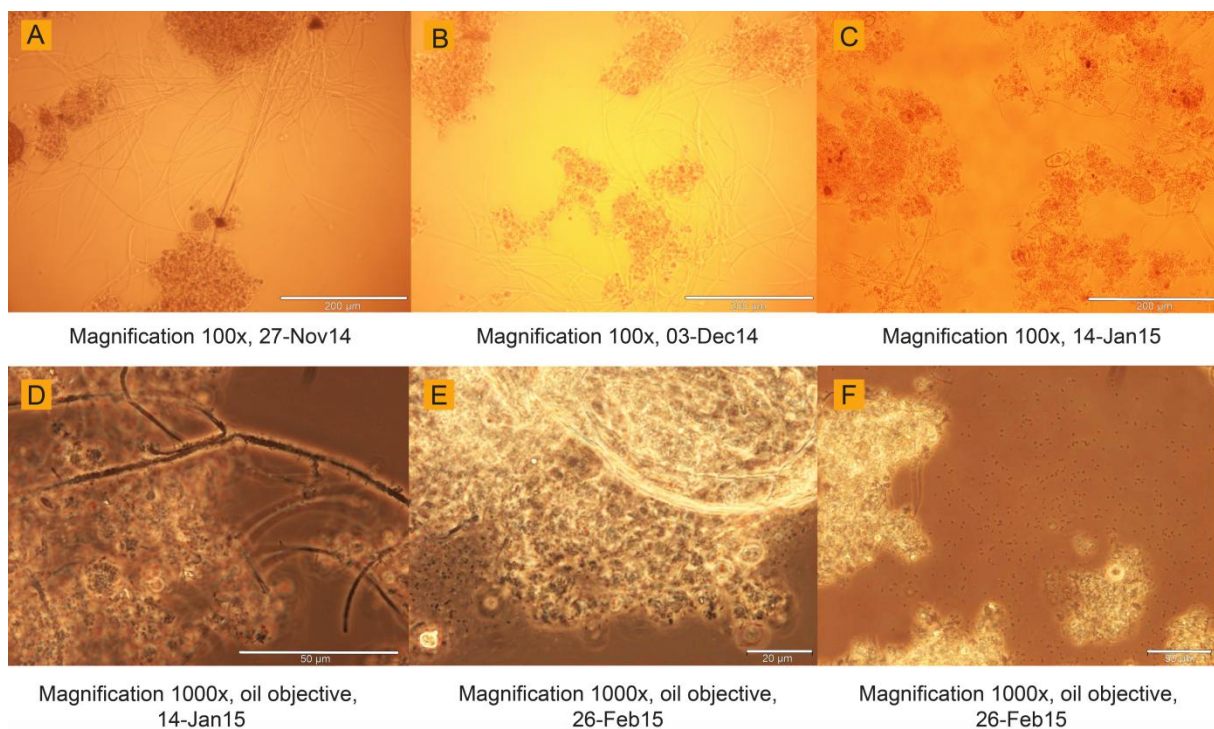 A
B
C
200 µm
200 µm
Magnification 100x, 27-Nov14
Magnification 100x, 03-Dec14
Magnification 100x, 14-Jan15
D
E
F
50 µm
20 µm
Magnification 1000x, oil objective,
14-Jan15
Magnification 1000x, oil objective,
26-Feb15
Magnification 1000x, oil objective,
26-Feb15